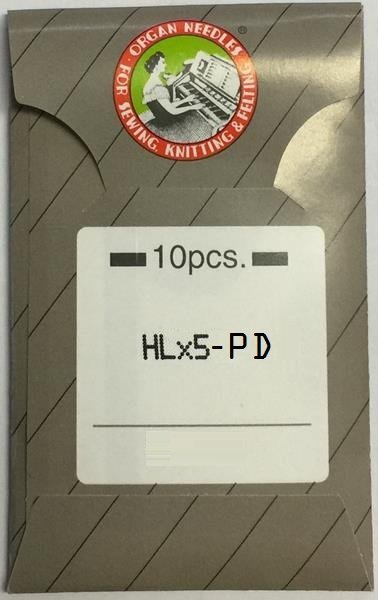 ORGAN NEEDLES
®
FOR SEWING, KNITTING & FELTING
10pcs.
HLx5-PD